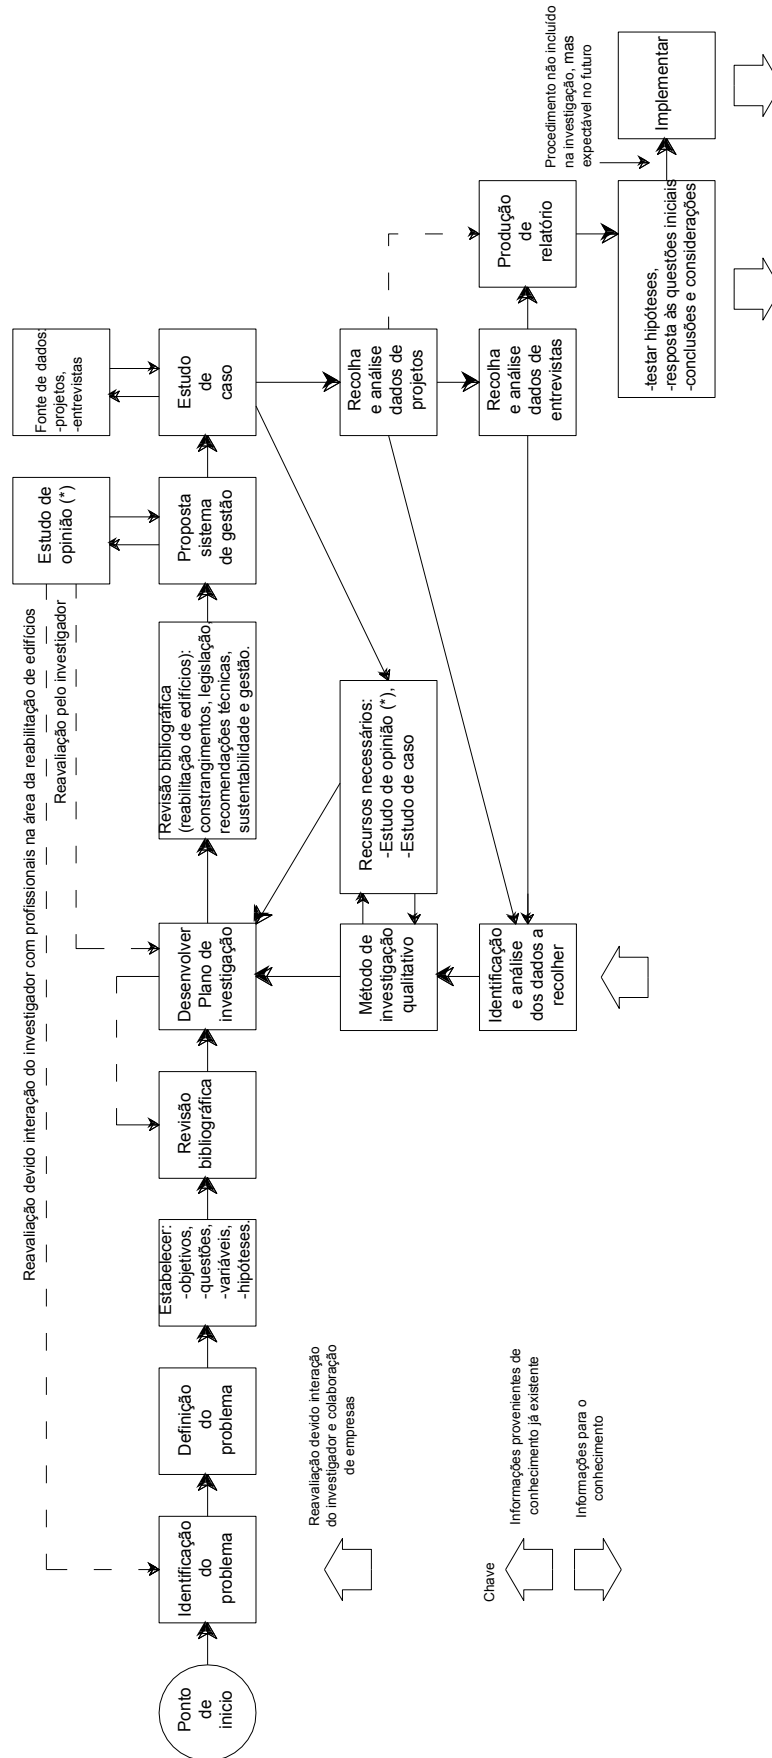 Reavaliação devido interação do investigador com profissionais na área da reabilitação de edifícios
Reavaliação pelo investigador
Estudo de
opinião (*)
Fonte de dados:
-projetos,
-entrevistas
Ponto
de
inicio
Identificação
do
problema
Definição
do
problema
Estabelecer:
-objetivos,
-questões,
-variáveis,
-hipóteses.
Revisão
bibliográfica
Desenvolver
Plano de
investigação
Revisão bibliográfica
(reabilitação de edifícios):
constrangimentos, legislação,
recomendações técnicas,
sustentabilidade e gestão.
Proposta
sistema
de gestão
Estudo
de
caso
Reavaliação devido interação
do investigador e colaboração
de empresas
Método de
investigação
qualitativo
Recursos necessários:
-Estudo de opinião (*),
-Estudo de caso
Recolha
e análise
dados de
projetos
Identificação
e análise
dos dados a
recolher
Recolha
e análise
dados de
entrevistas
Produção
de
relatório
Procedimento não incluído
na investigação, mas
expectável no futuro
-testar hipóteses,
-resposta às questões iniciais
-conclusões e considerações
Implementar
Chave
Informações provenientes de
conhecimento já existente
Informações para o
conhecimento